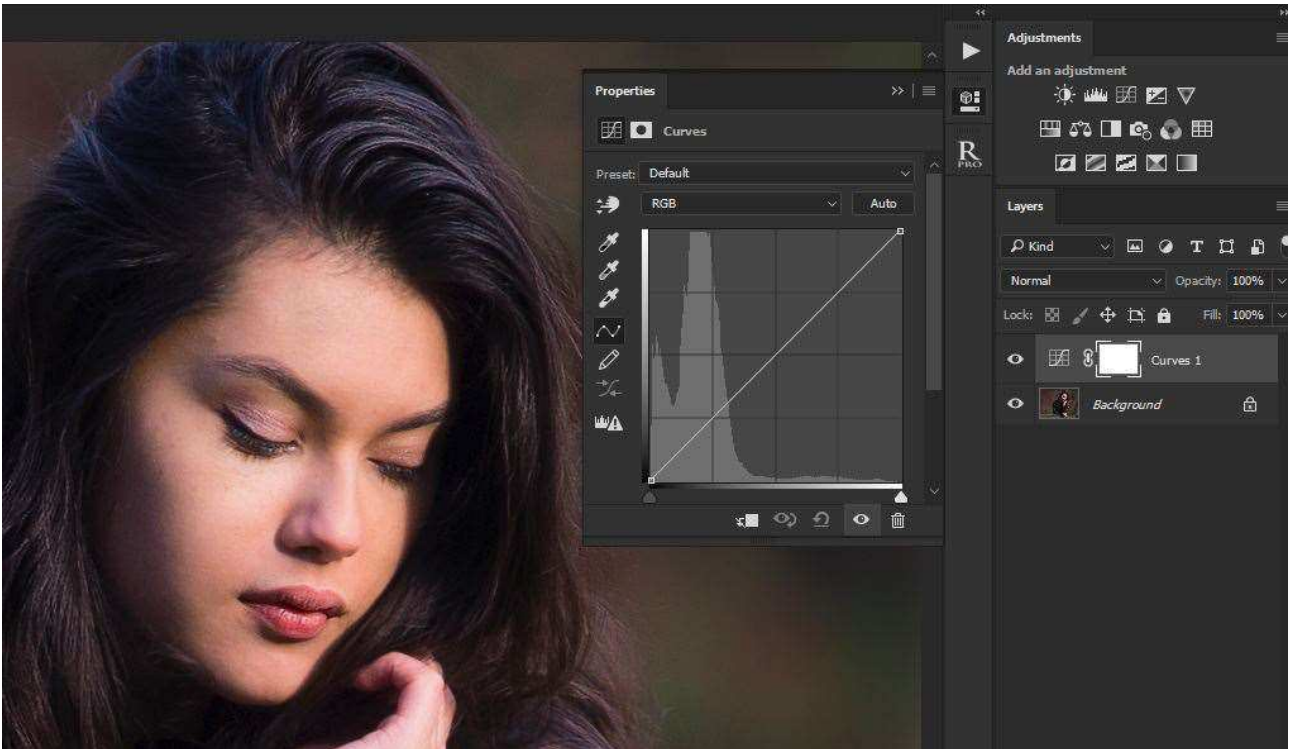 Adjustments
Add an adjustment
Properties
Curves
Preset: Default
RGB
Auto
R
PRO
Layers
Kind
Normal
Opacity: 100%
Lock:
Fill: 100%
Curves 1
Background